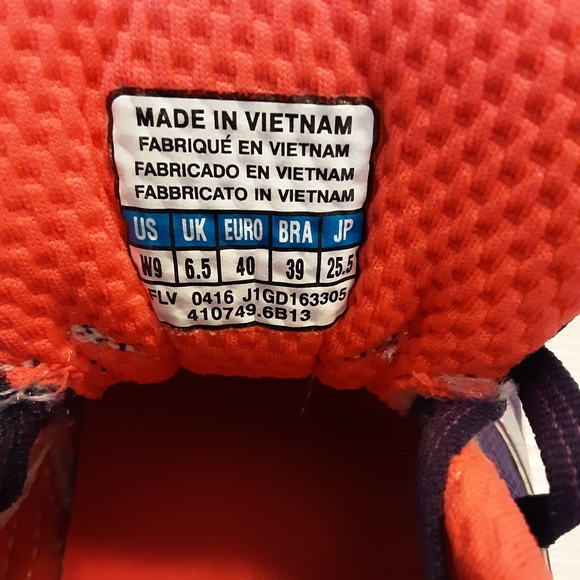 MADE IN VIETNAM
FABRIQUÉ EN VIETNAM
FABRICADO EN VIETNAM
FABBRICATO IN VIETNAM
US UK EURO BRA JP
W9 6.5 40 39 25.5
FLV 0416 J1GD163305
410749.6B13